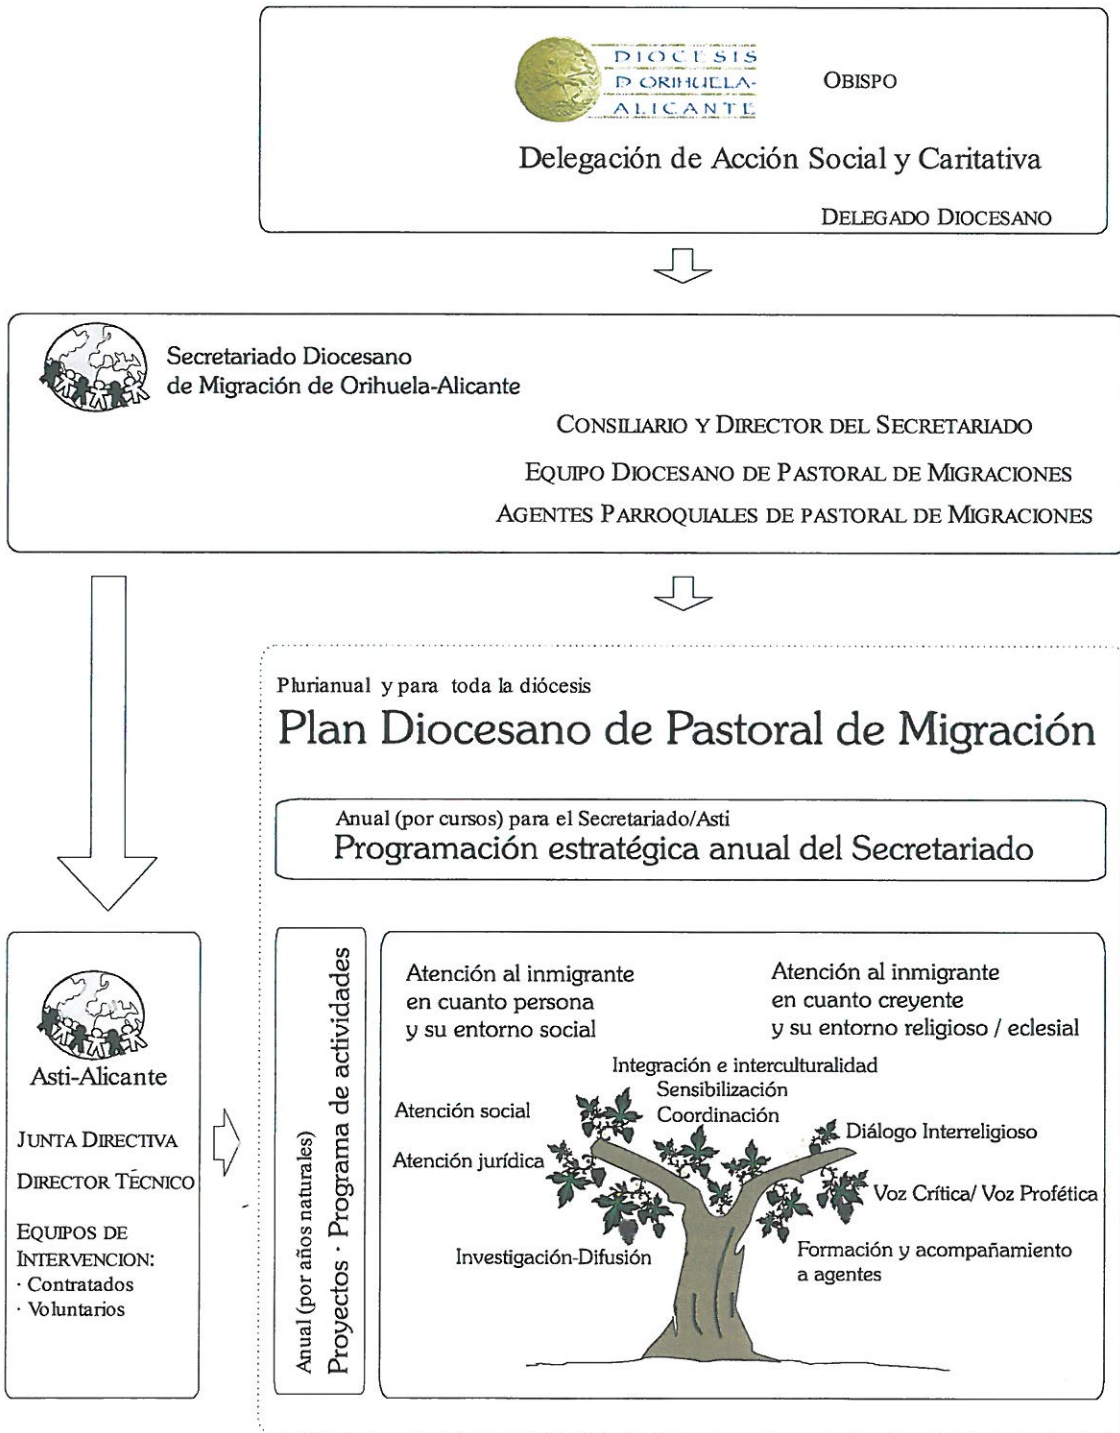 DIOCESIS
D ORIHUELA-
ALICANTE
OBISPO
Delegación de Acción Social y Caritativa
DELEGADO DIOCESANO
Secretariado Diocesano
de Migración de Orihuela-Alicante
CONSILIARIO Y DIRECTOR DEL SECRETARIADO
EQUIPO DIOCESANO DE PASTORAL DE MIGRACIONES
AGENTES PARROQUIALES DE PASTORAL DE MIGRACIONES
Plurianual y para toda la diócesis
Plan Diocesano de Pastoral de Migración
Anual (por cursos) para el Secretariado/Asti
Programación estratégica anual del Secretariado
Asti-Alicante
JUNTA DIRECTIVA
DIRECTOR TÉCNICO
EQUIPOS DE
INTERVENCION:
· Contratados
· Voluntarios
Anual (por años naturales)
Proyectos · Programa de actividades
Atención al inmigrante
en cuanto persona
y su entorno social
Atención al inmigrante
en cuanto creyente
y su entorno religioso / eclesial
Integración e interculturalidad
Sensibilización
Coordinación
Atención social
Atención jurídica
Investigación-Difusión
Diálogo Interreligioso
Voz Crítica/ Voz Profética
Formación y acompañamiento
a agentes